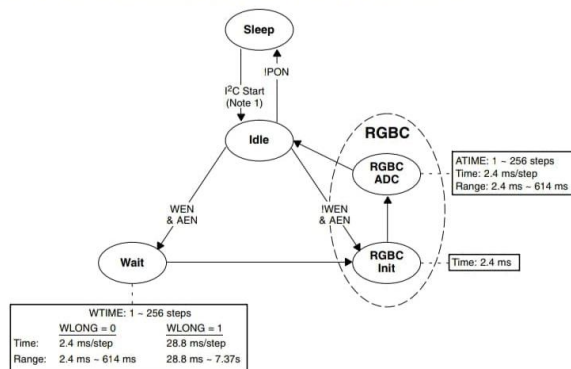 Sleep
!PON
I²C Start
(Note 1)
Idle
RGBC
RGBC
ADC
ATIME: 1 ~ 256 steps
Time: 2.4 ms/step
Range: 2.4 ms ~ 614 ms
WEN
& AEN
!WEN
& AEN
Wait
RGBC
Init
Time: 2.4 ms
WTIME: 1 ~ 256 steps
WLONG = 0 WLONG = 1
Time: 2.4 ms/step 28.8 ms/step
Range: 2.4 ms ~ 614 ms 28.8 ms ~ 7.37s